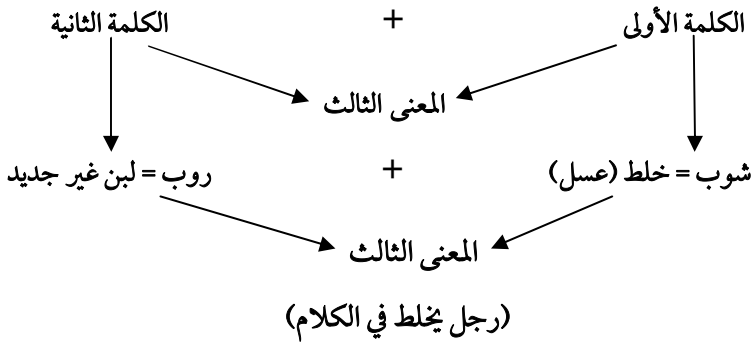 الكلمة الأولى + الكلمة الثانية
المعنى الثالث
شوب = خلط (عسل) + روب = لبن غير جديد
المعنى الثالث
(رجل يخلط في الكلام)